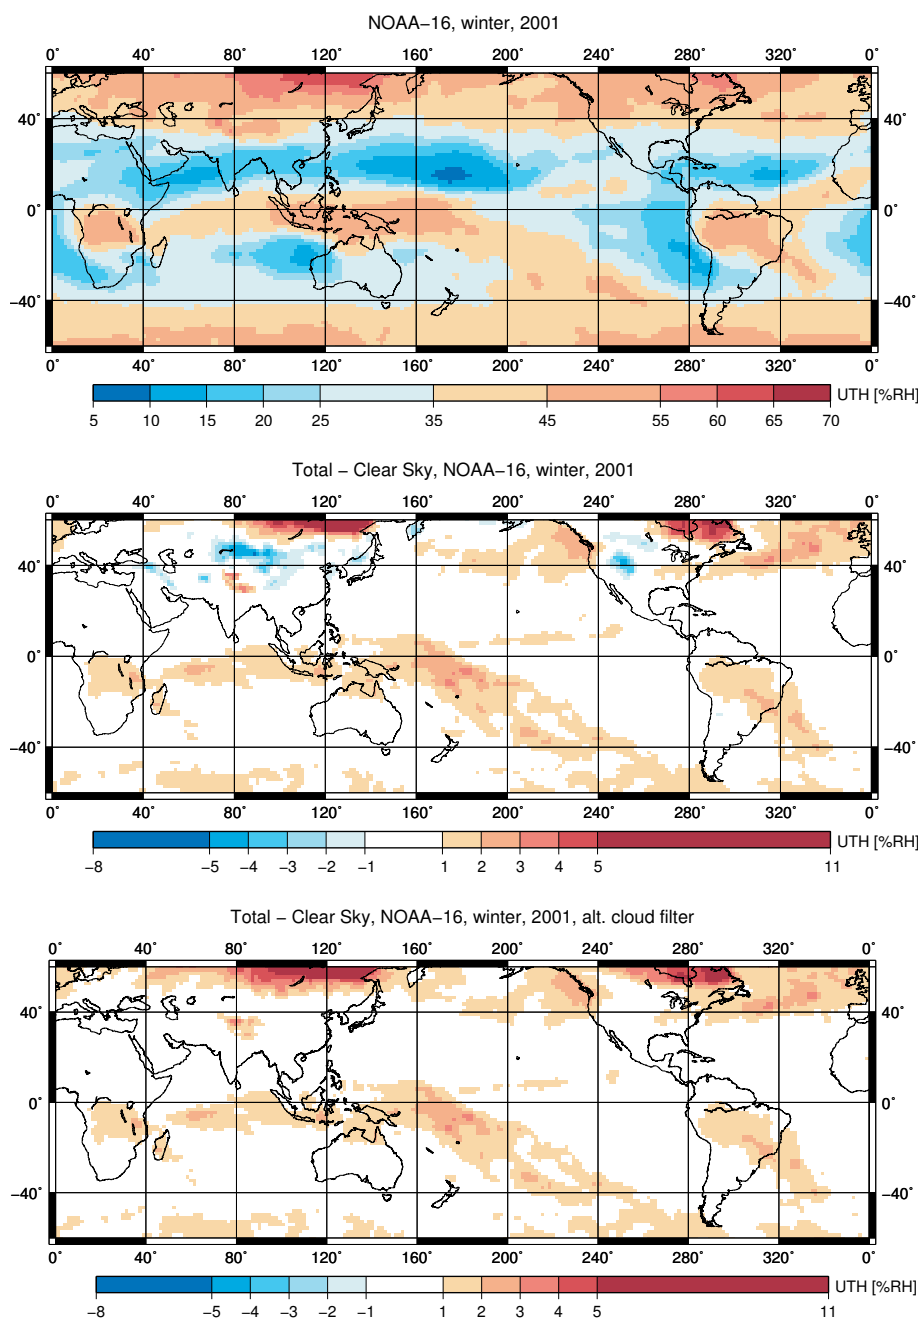 NOAA−16, winter, 2001
0° 40° 80° 120° 160° 200° 240° 280° 320° 0°
40° 40°
0° 0°
−40° −40°
0° 40° 80° 120° 160° 200° 240° 280° 320° 0°
UTH [%RH]
5 10 15 20 25 35 45 55 60 65 70
Total − Clear Sky, NOAA−16, winter, 2001
0° 40° 80° 120° 160° 200° 240° 280° 320° 0°
40° 40°
0° 0°
−40° −40°
0° 40° 80° 120° 160° 200° 240° 280° 320° 0°
UTH [%RH]
−8 −5 −4 −3 −2 −1 1 2 3 4 5 11
Total − Clear Sky, NOAA−16, winter, 2001, alt. cloud filter
0° 40° 80° 120° 160° 200° 240° 280° 320° 0°
40° 40°
0° 0°
−40° −40°
0° 40° 80° 120° 160° 200° 240° 280° 320° 0°
UTH [%RH]
−8 −5 −4 −3 −2 −1 1 2 3 4 5 11